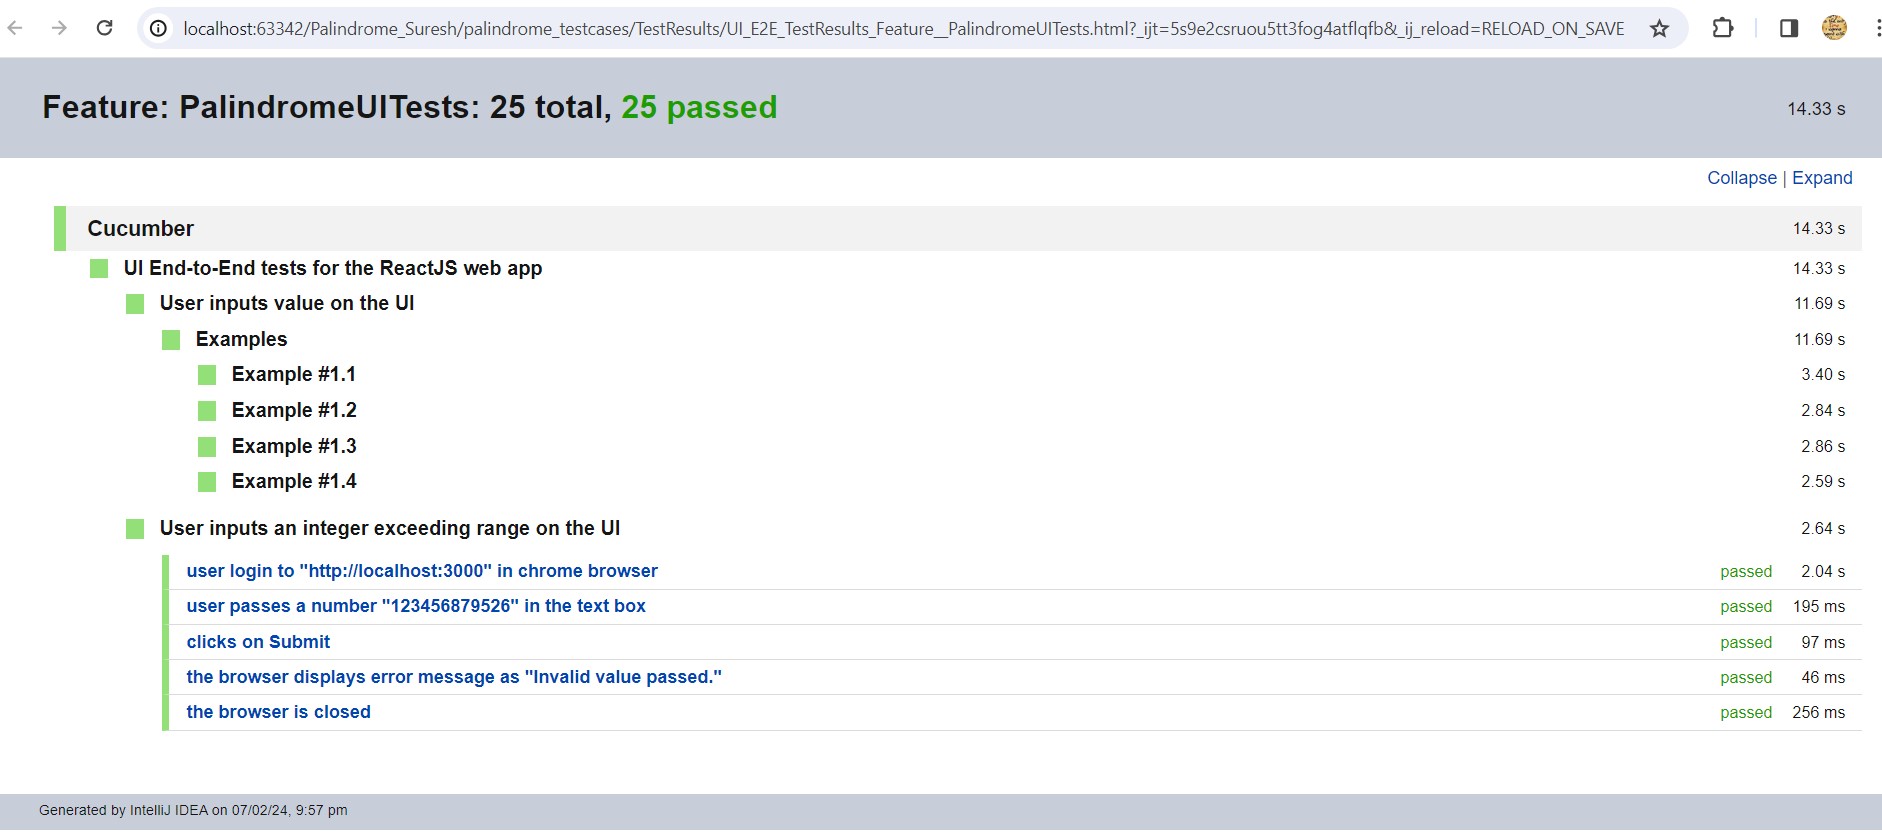 localhost:63342/Palindrome_Suresh/palindrome_testcases/TestResults/UI_E2E_TestResults_Feature__PalindromeUITests.html?_ijt=5s9e2csruou5tt3fog4atflqfb&_ij_reload=RELOAD_ON_SAVE
Feature: PalindromeUITests: 25 total, 25 passed 14.33 s
Collapse | Expand
Cucumber 14.33 s
UI End-to-End tests for the ReactJS web app 14.33 s
User inputs value on the UI 11.69 s
Examples 11.69 s
Example #1.1 3.40 s
Example #1.2 2.84 s
Example #1.3 2.86 s
Example #1.4 2.59 s
User inputs an integer exceeding range on the UI 2.64 s
user login to "http://localhost:3000" in chrome browser passed 2.04 s
user passes a number "123456879526" in the text box passed 195 ms
clicks on Submit passed 97 ms
the browser displays error message as "Invalid value passed." passed 46 ms
the browser is closed passed 256 ms
Generated by IntelliJ IDEA on 07/02/24, 9:57 pm